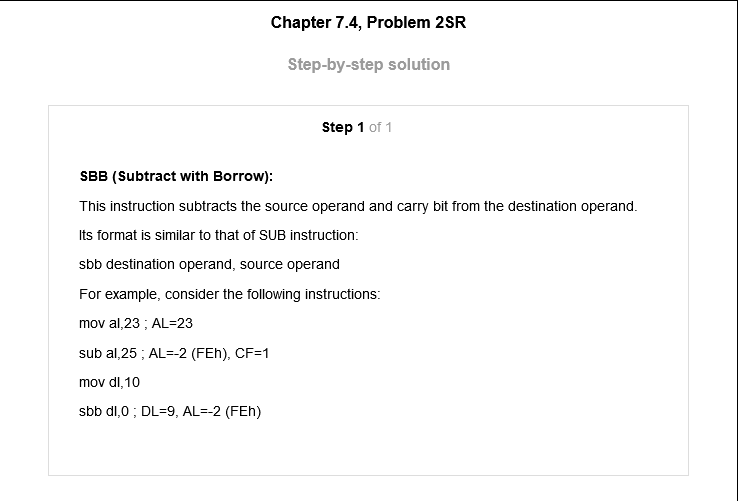 Chapter 7.4, Problem 2SR
Step-by-step solution
Step 1 of 1
SBB (Subtract with Borrow):
This instruction subtracts the source operand and carry bit from the destination operand.
Its format is similar to that of SUB instruction:
sbb destination operand, source operand
For example, consider the following instructions:
mov al,23 ; AL=23
sub al,25 ; AL=-2 (FEh), CF=1
mov dl,10
sbb dl,0 ; DL=9, AL=-2 (FEh)